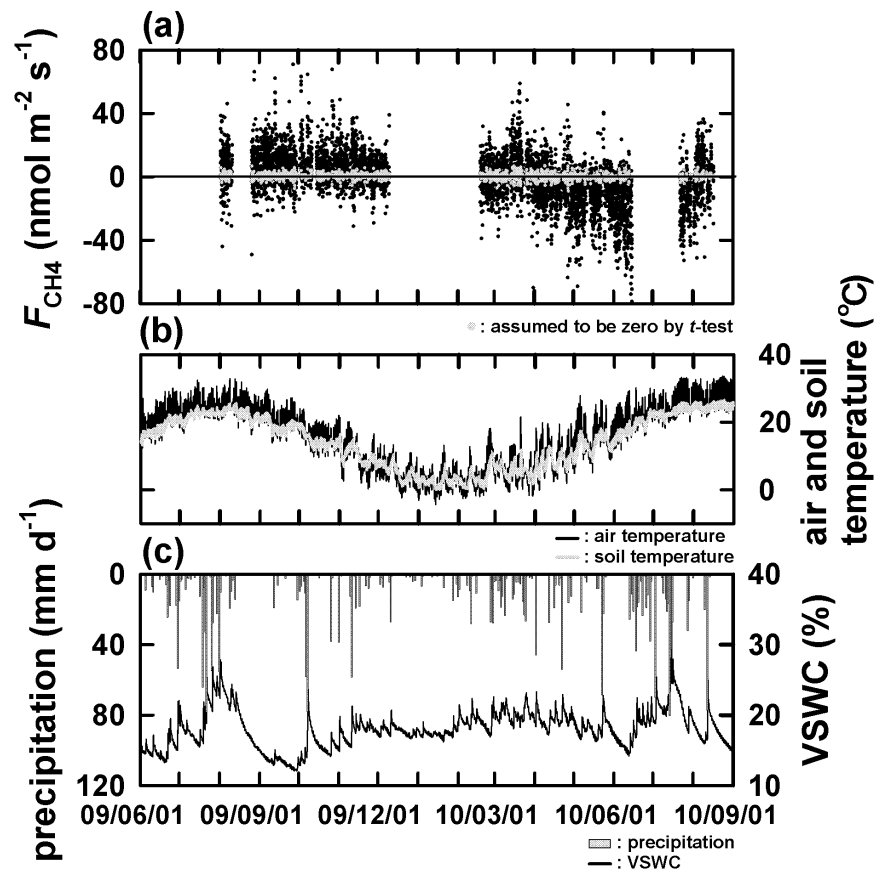 (a)
F CH4 (nmol m-2 s-1)
80
40
0
-40
-80
: assumed to be zero by t-test
(b)
air and soil
temperature (oC)
40
20
0
: air temperature
: soil temperature
(c)
precipitation (mm d-1)
0
40
80
120
VSWC (%)
40
30
20
10
09/06/01 09/09/01 09/12/01 10/03/01 10/06/01 10/09/01
: precipitation
: VSWC